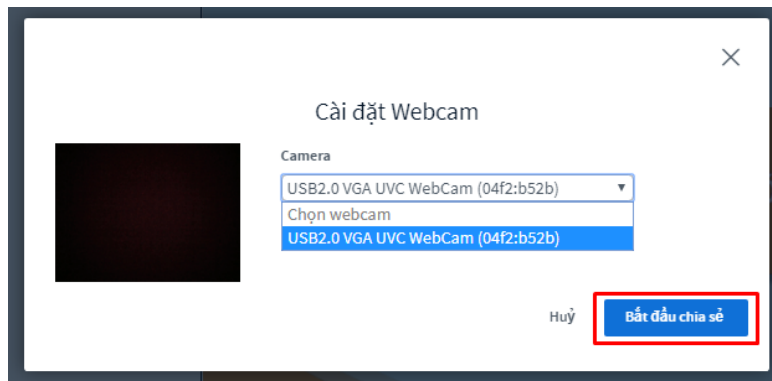 Cài đặt Webcam
Camera
USB2.0 VGA UVC WebCam (04f2:b52b)
Chọn webcam
USB2.0 VGA UVC WebCam (04f2:b52b)
Huỷ
Bắt đầu chia sẻ